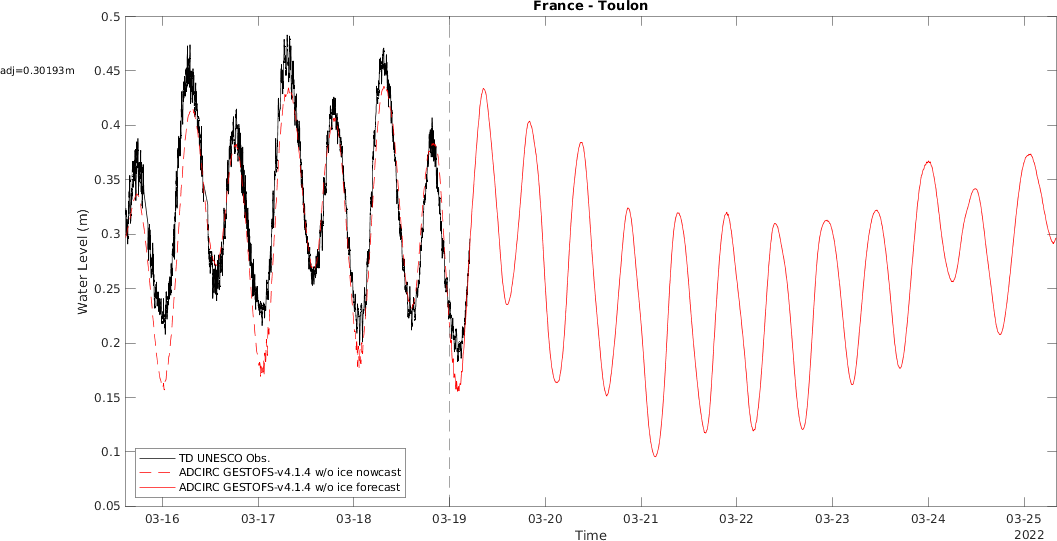 France - Toulon
adj=0.30193m
Water Level (m)
0.5
0.45
0.4
0.35
0.3
0.25
0.2
0.15
0.1
0.05
TD UNESCO Obs.
ADCIRC GESTOFS-v4.1.4 w/o ice nowcast
ADCIRC GESTOFS-v4.1.4 w/o ice forecast
03-16 03-17 03-18 03-19 03-20 03-21 03-22 03-23 03-24 03-25
Time
2022